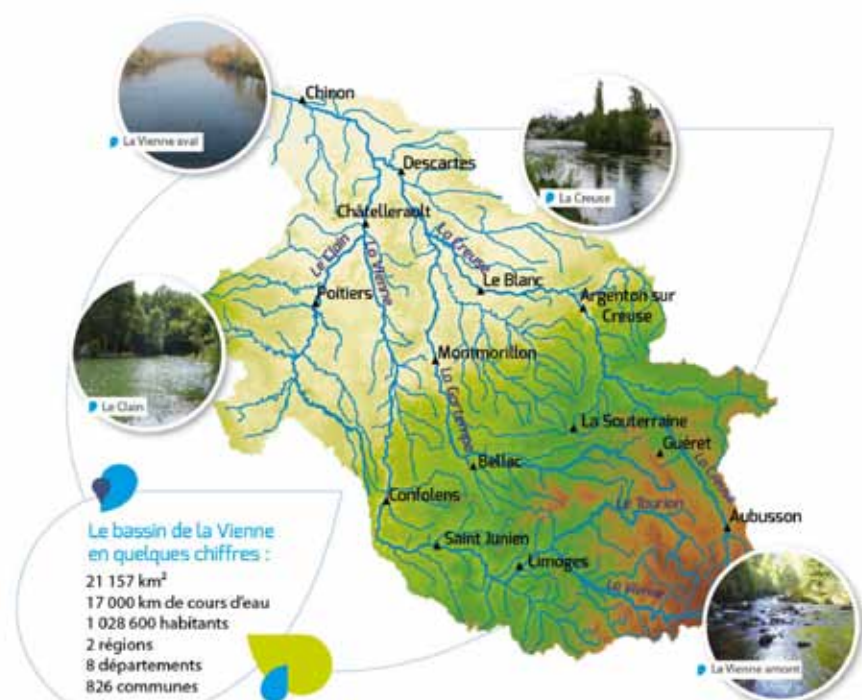 Chinon
La Vienne aval
Descartes
La Creuse
Châtellerault
La Creuse
Le Clain
La Vienne
Le Blanc
Poitiers
Argenton sur
Creuse
Montmorillon
Le Clain
La Gartempe
La Souterraine
Guéret
Bellac
La Creuse
Confolens
Le Taurion
Aubusson
Le bassin de la Vienne
en quelques chiffres :
Saint Junien
Limoges
21 157 km²
La Vienne
17 000 km de cours d'eau
1 028 600 habitants
2 régions
8 départements
La Vienne amont
826 communes